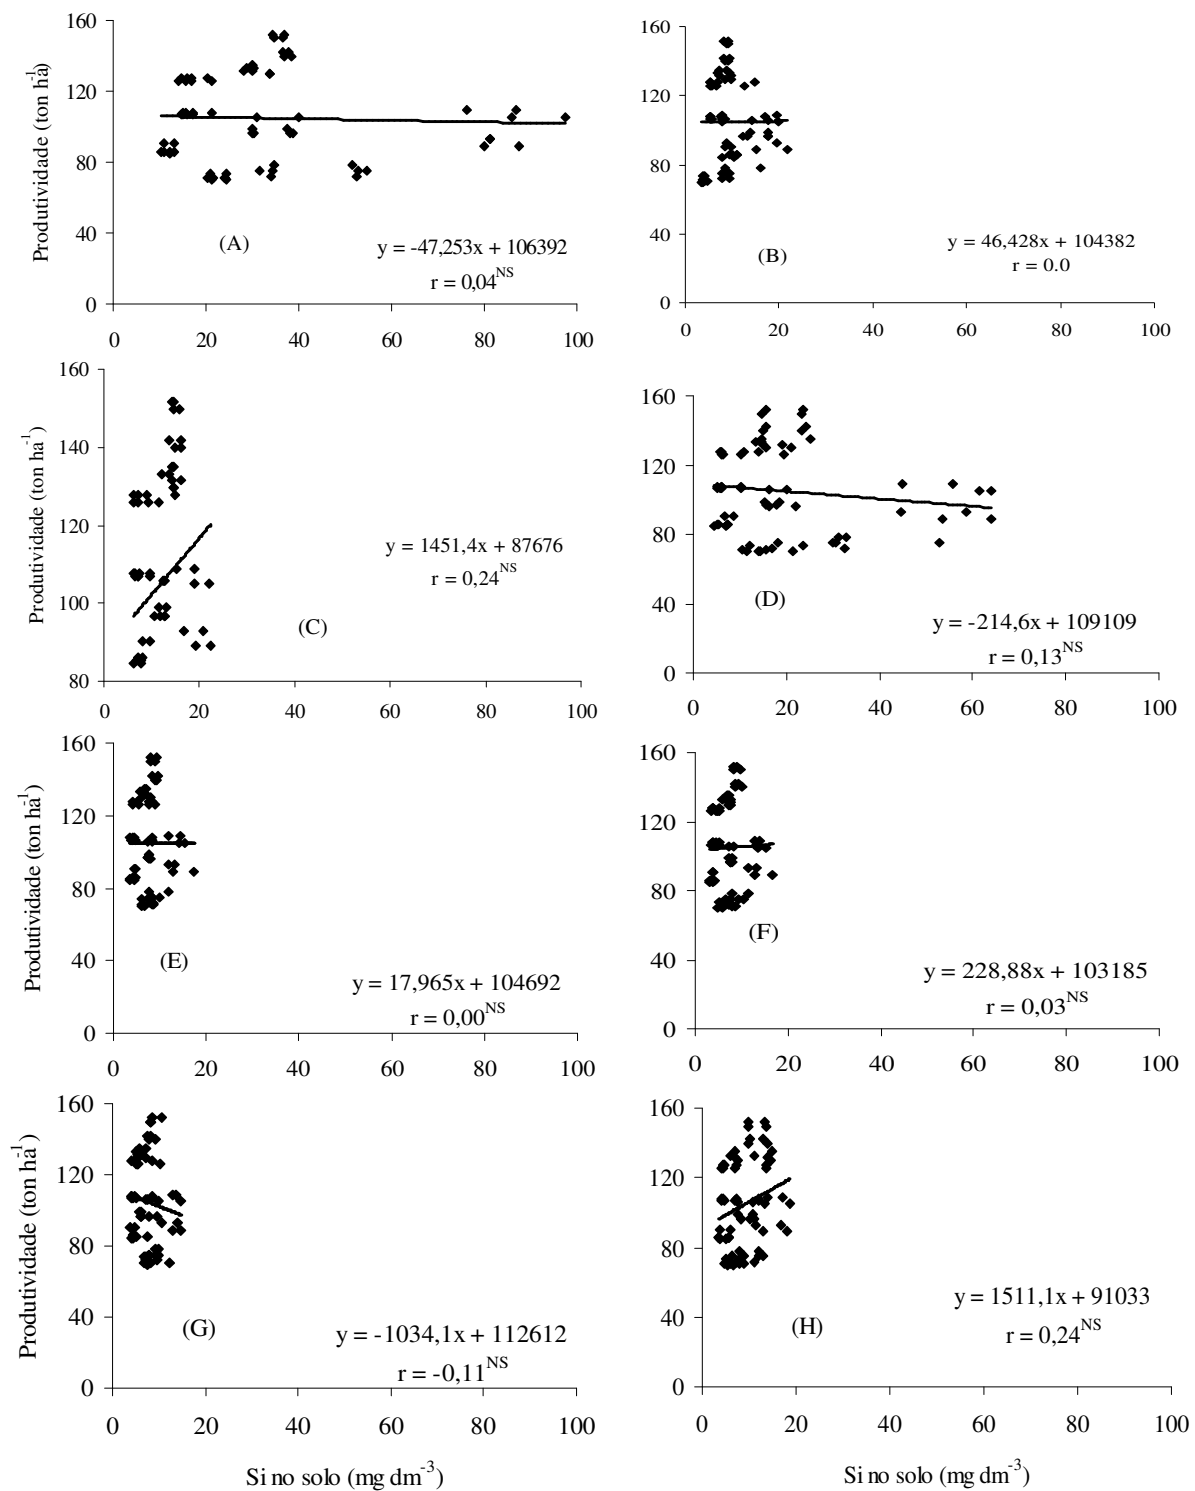 160
120
80
40
0
Produtividade (ton ha⁻¹)
(A)
y = -47,253x + 106392
r = 0,04ᴺˢ
0 20 40 60 80 100
160
120
80
40
0
(B)
y = 46,428x + 104382
r = 0.0
0 20 40 60 80 100
160
140
120
100
80
Produtividade (ton ha⁻¹)
(C)
y = 1451,4x + 87676
r = 0,24ᴺˢ
0 20 40 60 80 100
160
120
80
40
0
(D)
y = -214,6x + 109109
r = 0,13ᴺˢ
0 20 40 60 80 100
160
120
80
40
0
Produtividade (ton ha⁻¹)
(E)
y = 17,965x + 104692
r = 0,00ᴺˢ
0 20 40 60 80 100
160
120
80
40
0
(F)
y = 228,88x + 103185
r = 0,03ᴺˢ
0 20 40 60 80 100
160
120
80
40
0
Produtividade (ton ha⁻¹)
(G)
y = -1034,1x + 112612
r = -0,11ᴺˢ
0 20 40 60 80 100
Si no solo (mg dm⁻³)
160
120
80
40
0
(H)
y = 1511,1x + 91033
r = 0,24ᴺˢ
0 20 40 60 80 100
Si no solo (mg dm⁻³)